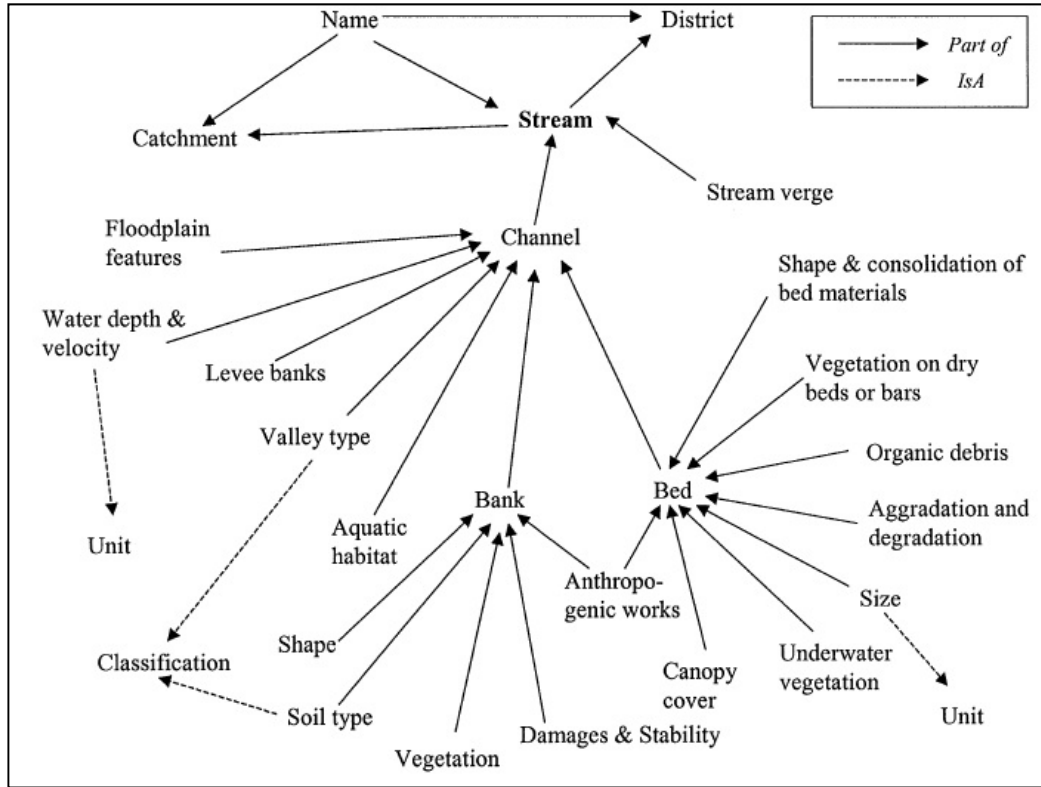 Name
District
Part of
IsA
Catchment
Stream
Stream verge
Floodplain
features
Channel
Shape & consolidation of
bed materials
Water depth &
velocity
Levee banks
Vegetation on dry
beds or bars
Valley type
Organic debris
Bank
Bed
Aggradation and
degradation
Unit
Aquatic
habitat
Anthropo-
genic works
Size
Shape
Classification
Canopy
cover
Underwater
vegetation
Soil type
Unit
Vegetation
Damages & Stability